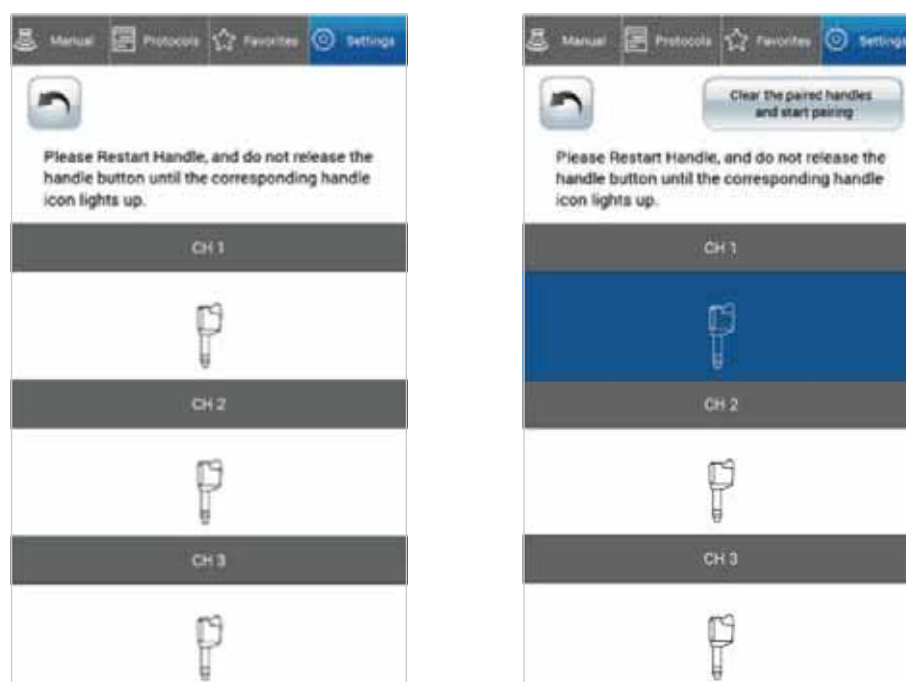 Manual Protocols Favorites Settings
Please Restart Handle, and do not release the
handle button until the corresponding handle
icon lights up.
CH 1
CH 2
CH 3
Manual Protocols Favorites Settings
Clear the paired handles
and start pairing
Please Restart Handle, and do not release the
handle button until the corresponding handle
icon lights up.
CH 1
CH 2
CH 3